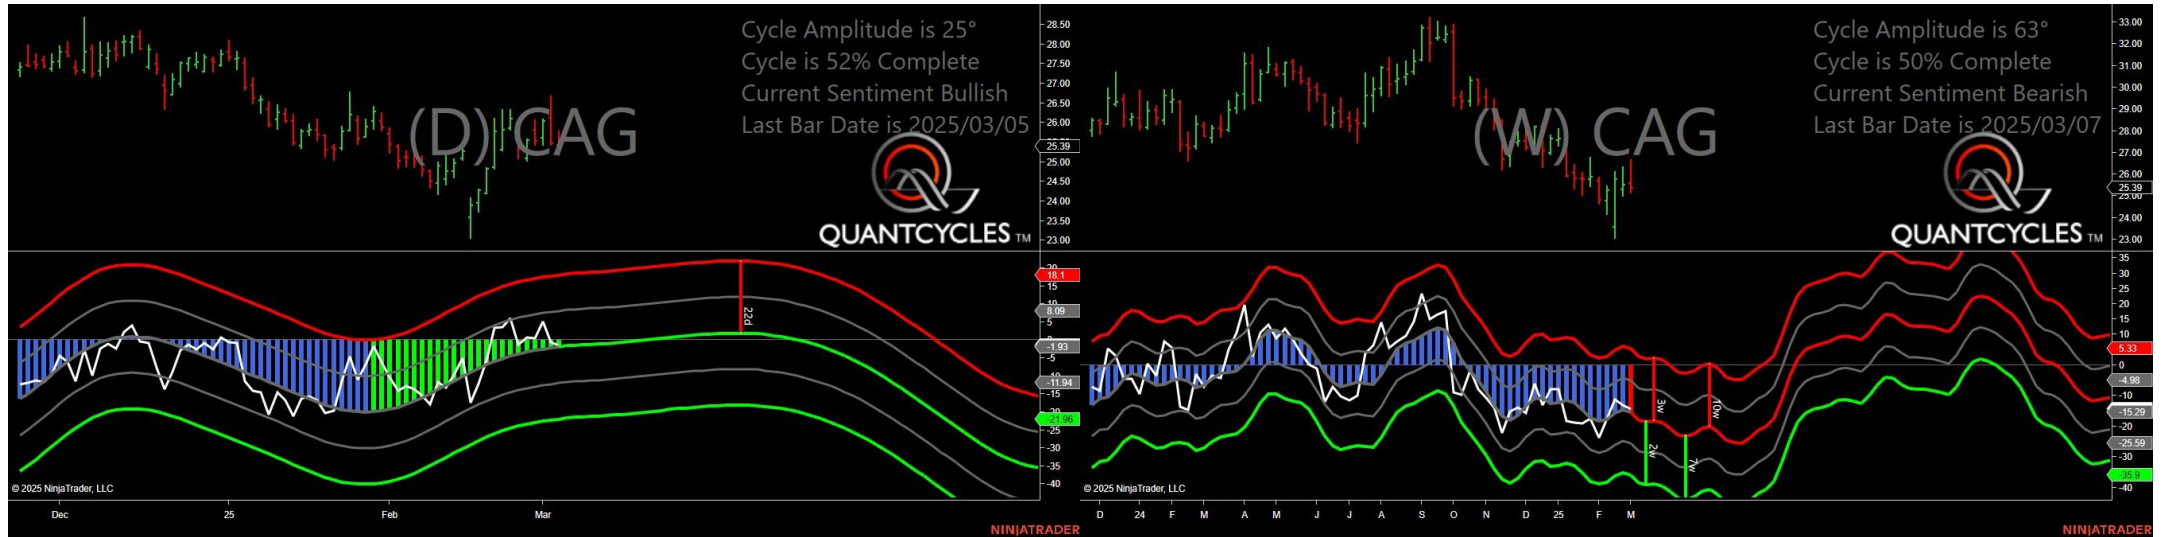 Cycle Amplitude is 25°
Cycle is 52% Complete
Current Sentiment Bullish
Last Bar Date is 2025/03/05
(D) CAG
QUANTCYCLES TM
28.50
28.00
27.50
27.00
26.50
26.00
25.39
25.00
24.50
24.00
23.50
23.00
18.1
15
10
8.09
5
-1.93
-5
-10
-11.94
-15
-21.96
-25
-30
-35
-40
22d
© 2025 NinjaTrader, LLC
Dec
25
Feb
Mar
NINJATRADER
Cycle Amplitude is 63°
Cycle is 50% Complete
Current Sentiment Bearish
Last Bar Date is 2025/03/07
(W) CAG
QUANTCYCLES TM
33.00
32.00
31.00
30.00
29.00
28.00
27.00
26.00
25.39
25.00
24.00
23.00
35
30
25
20
15
10
5.33
0
-4.98
-10
-15.29
-20
-25.59
-30
-35.9
-40
3w
10w
2w
7w
© 2025 NinjaTrader, LLC
D
24
F
M
A
M
J
J
A
S
O
N
D
25
F
M
NINJATRADER